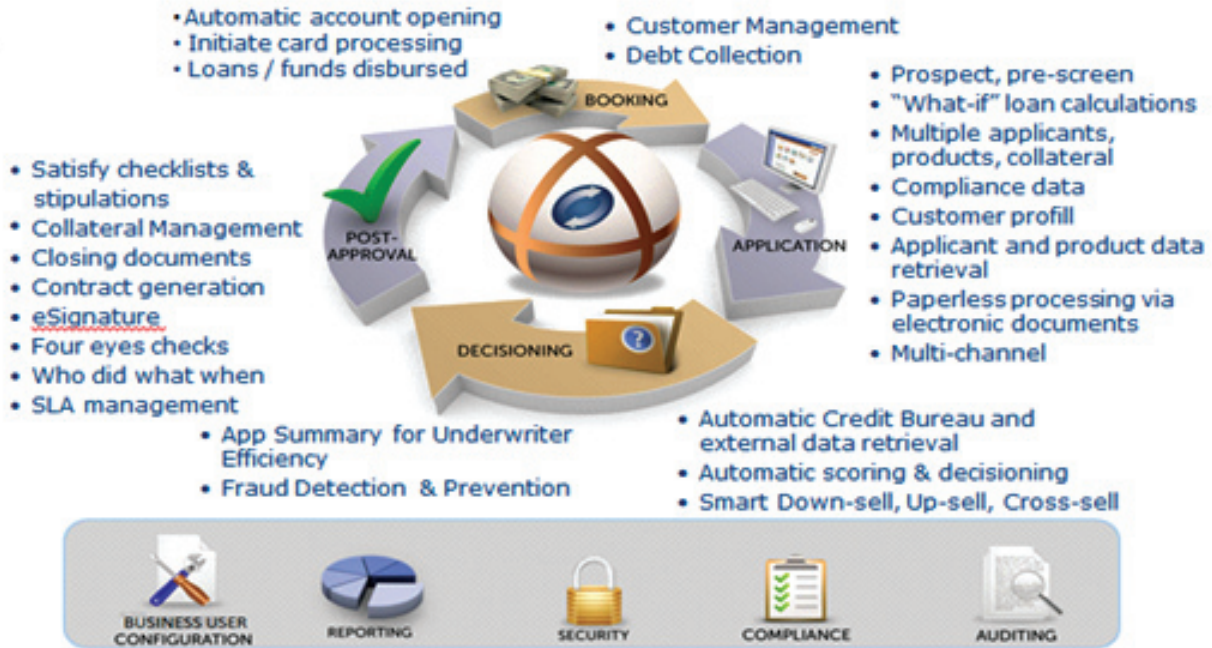 • Automatic account opening
• Initiate card processing
• Loans / funds disbursed
• Customer Management
• Debt Collection
BOOKING
• Prospect, pre-screen
• "What-if" loan calculations
• Multiple applicants,
products, collateral
• Compliance data
• Customer profill
• Applicant and product data
retrieval
• Paperless processing via
electronic documents
• Multi-channel
APPLICATION
• Satisfy checklists &
stipulations
• Collateral Management
• Closing documents
• Contract generation
• eSignature
• Four eyes checks
• Who did what when
• SLA management
POST-
APPROVAL
DECISIONING
?
• App Summary for Underwriter
Efficiency
• Fraud Detection & Prevention
• Automatic Credit Bureau and
external data retrieval
• Automatic scoring & decisioning
• Smart Down-sell, Up-sell, Cross-sell
BUSINESS USER
CONFIGURATION
REPORTING
SECURITY
COMPLIANCE
AUDITING